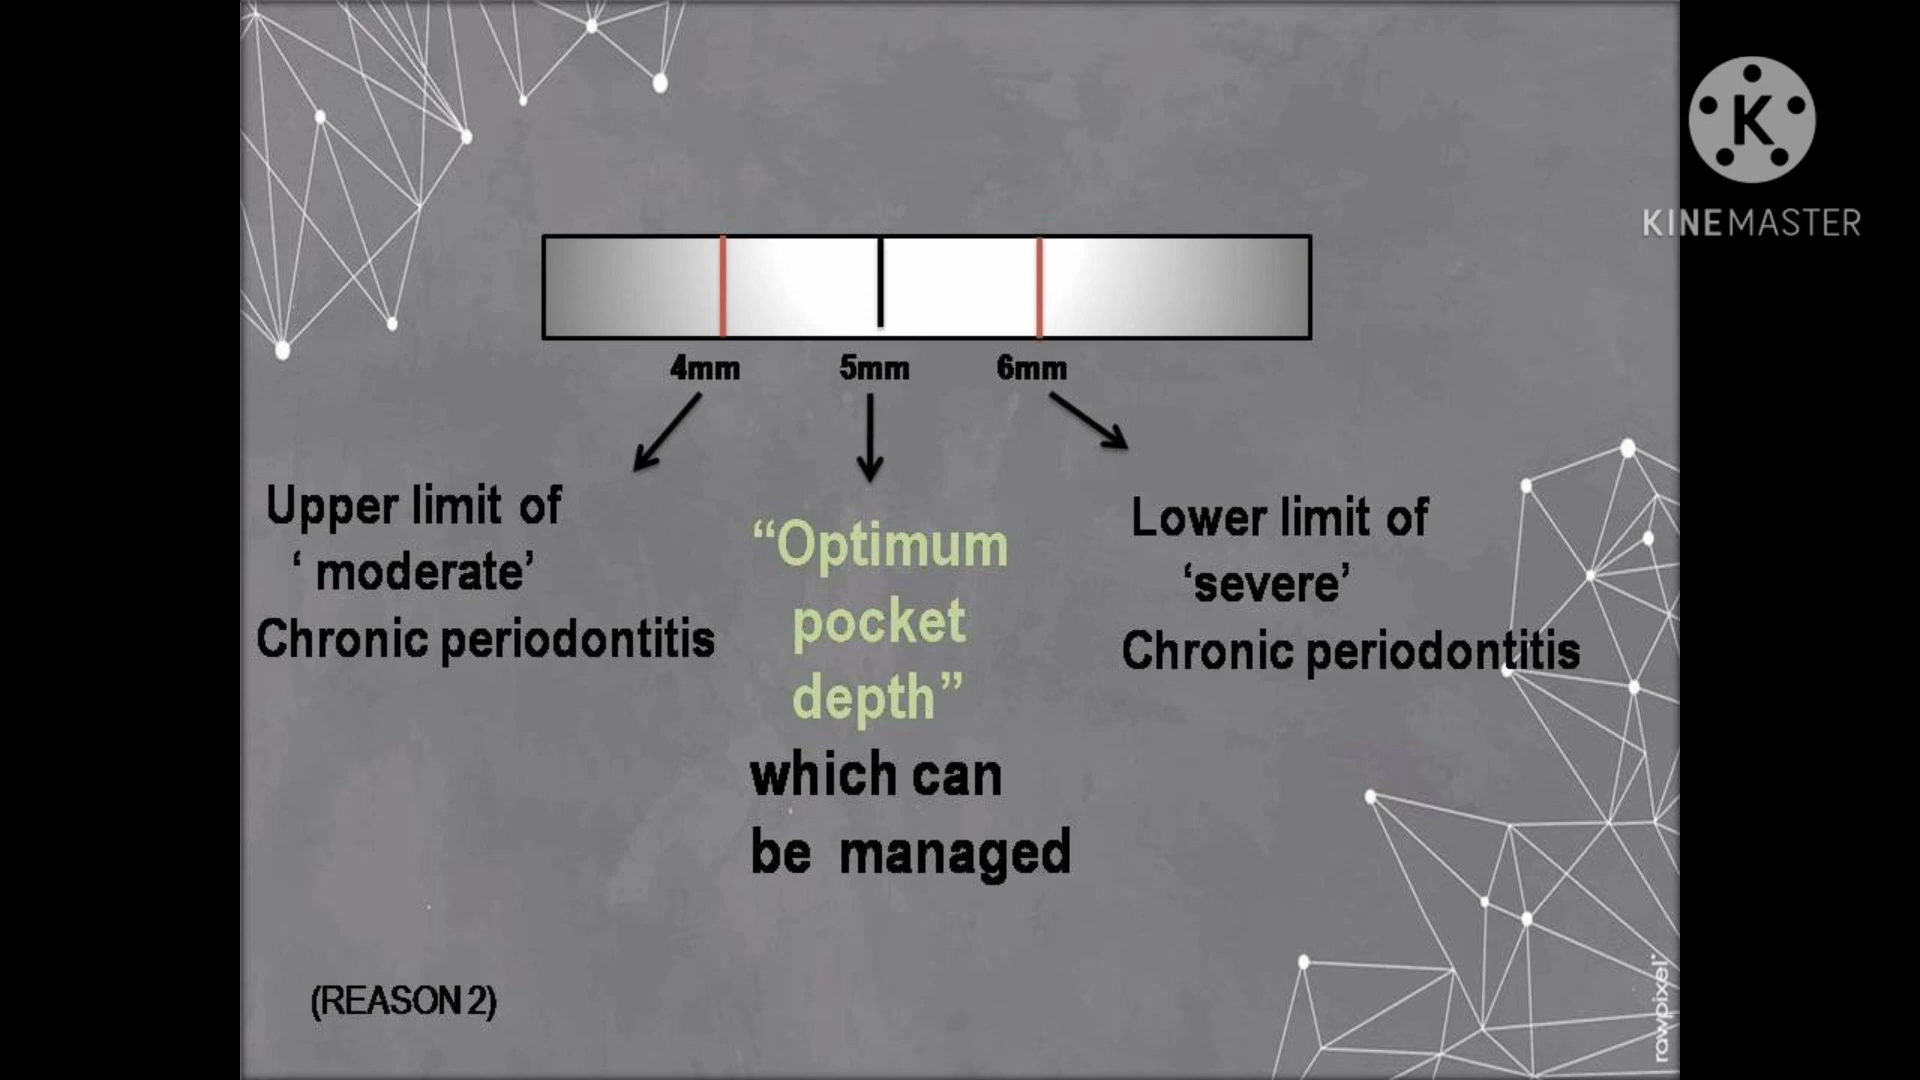 K
KINEMASTER
4mm 5mm 6mm
Upper limit of
‘ moderate’
Chronic periodontitis
“Optimum
pocket
depth”
which can
be managed
Lower limit of
‘severe’
Chronic periodontitis
(REASON 2)
rawpixel